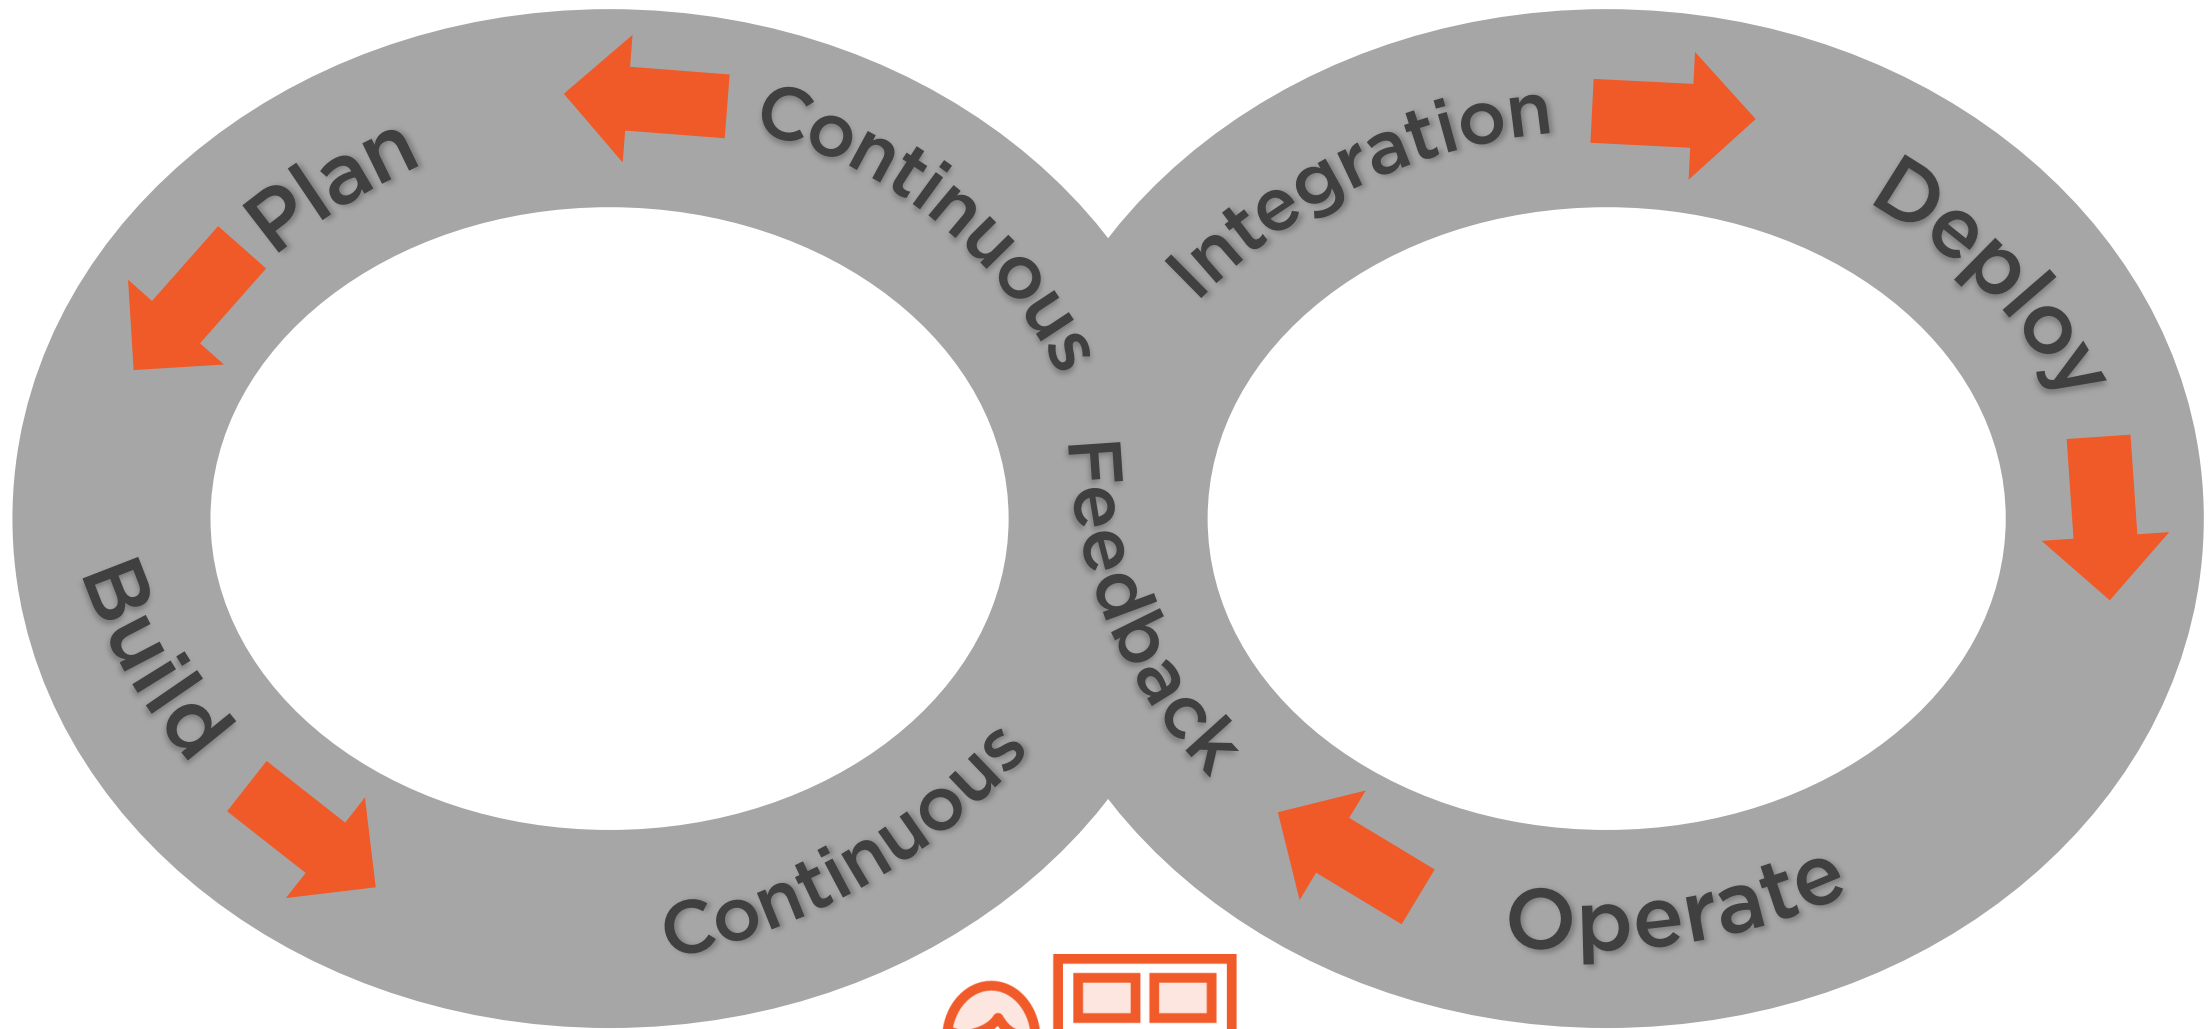 Plan
Build
Continuous
Integration
Deploy
Operate
Continuous
Feedback